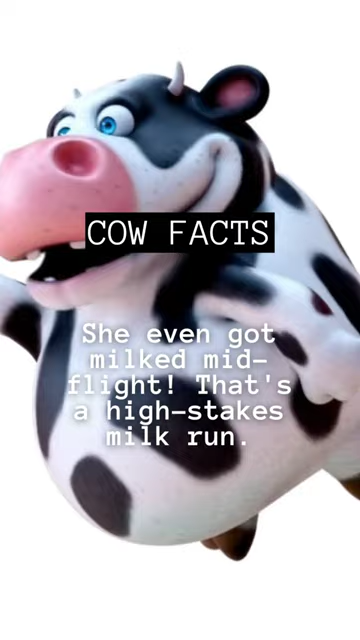 COW FACTS
She even got
milked mid-
flight! That's
a high-stakes
milk run.